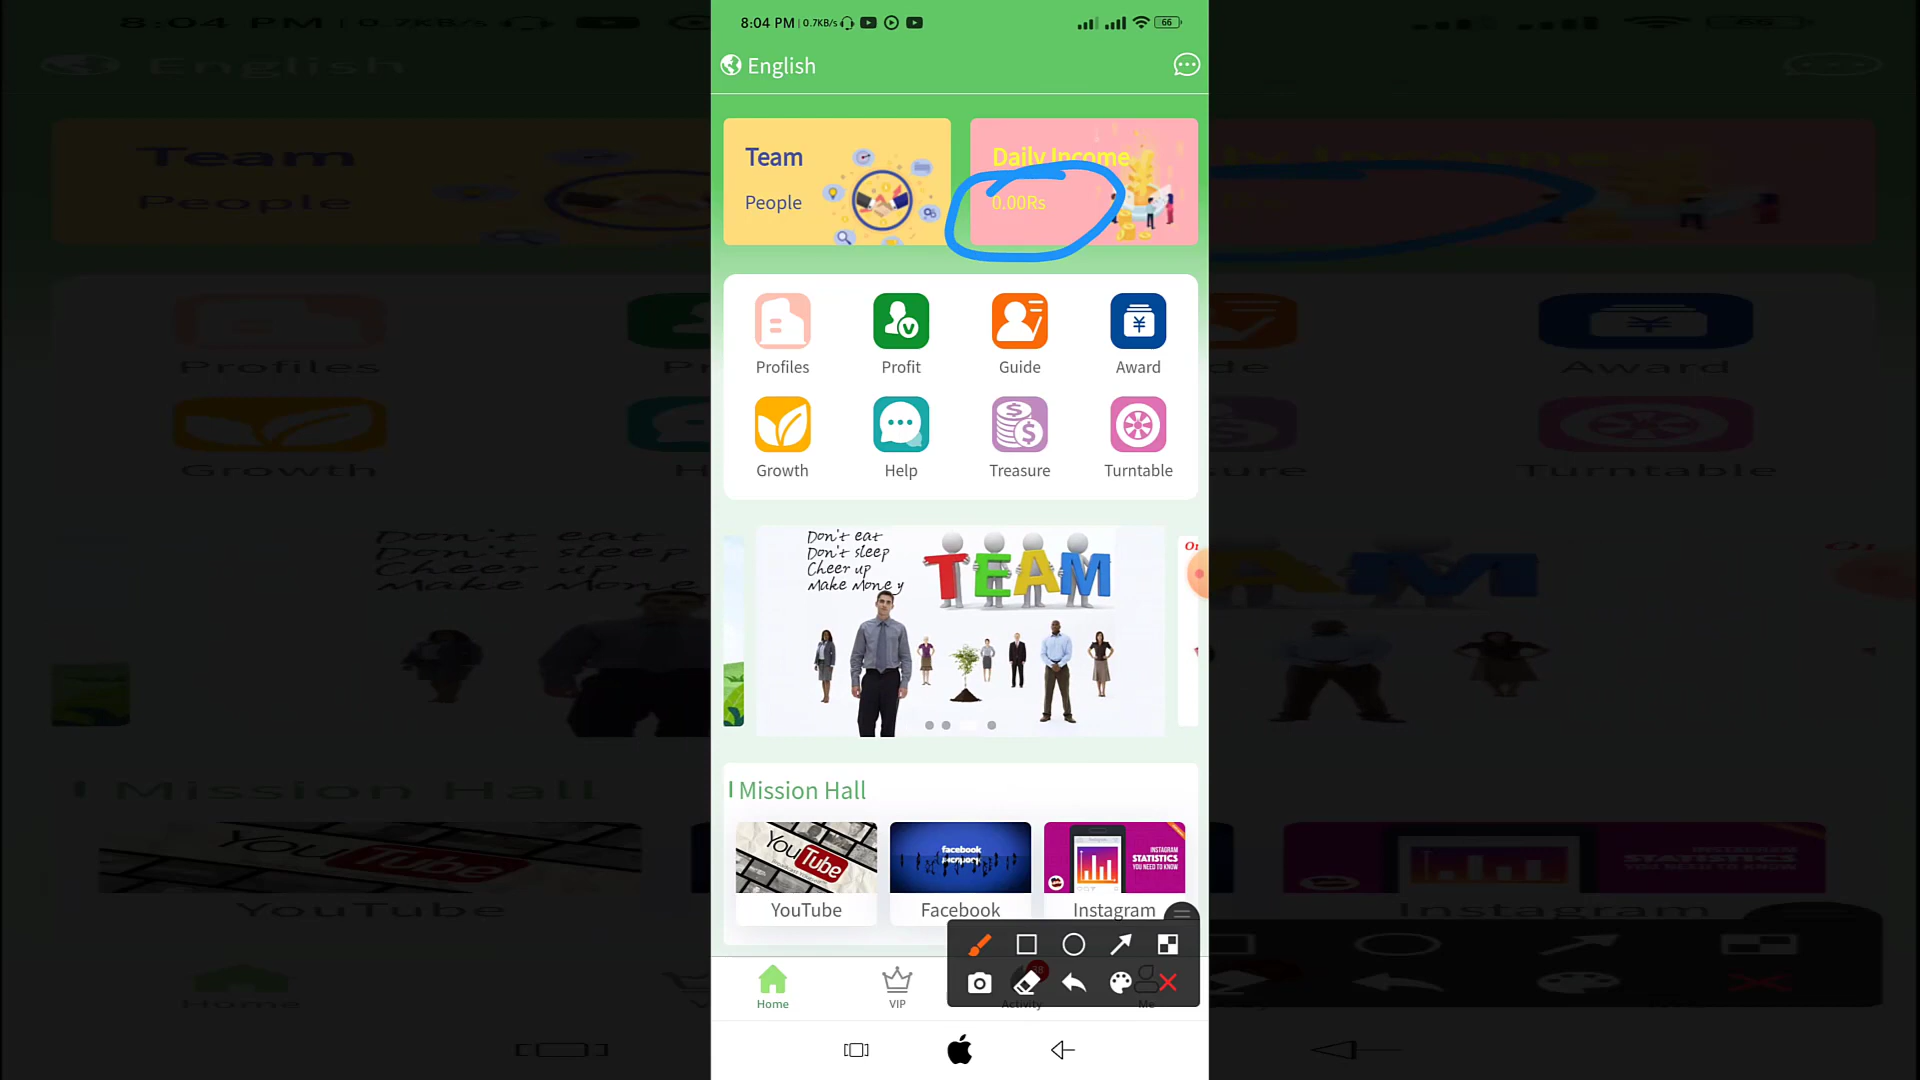 8:04 PM | 0.7KB/s
66
English
Team
People
Daily Income
0.00Rs
Profiles
Profit
Guide
Award
Growth
Help
Treasure
Turntable
Don't eat
Don't sleep
Cheer up
Make Money
TEAM
Mission Hall
YouTube
facebook
INSTAGRAM
STATISTICS
YOU NEED TO KNOW
YouTube
Facebook
Instagram
Home
VIP
Activity
Me